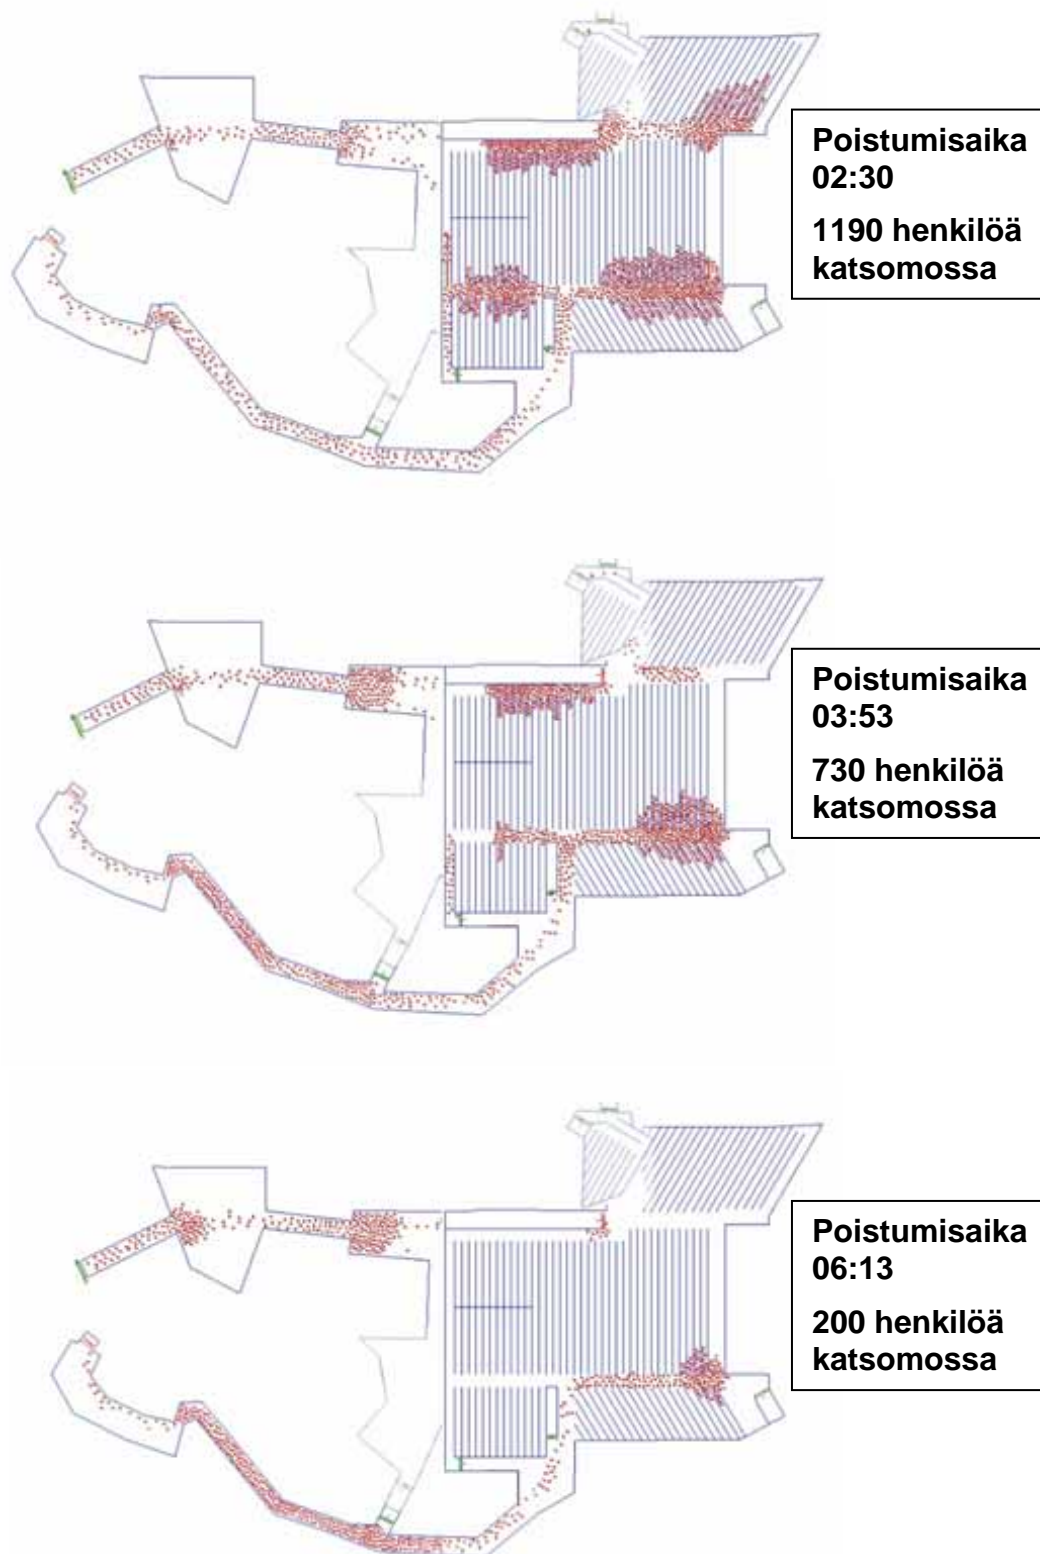 Poistumisaika
02:30
1190 henkilöä
katsomossa
Poistumisaika
03:53
730 henkilöä
katsomossa
Poistumisaika
06:13
200 henkilöä
katsomossa